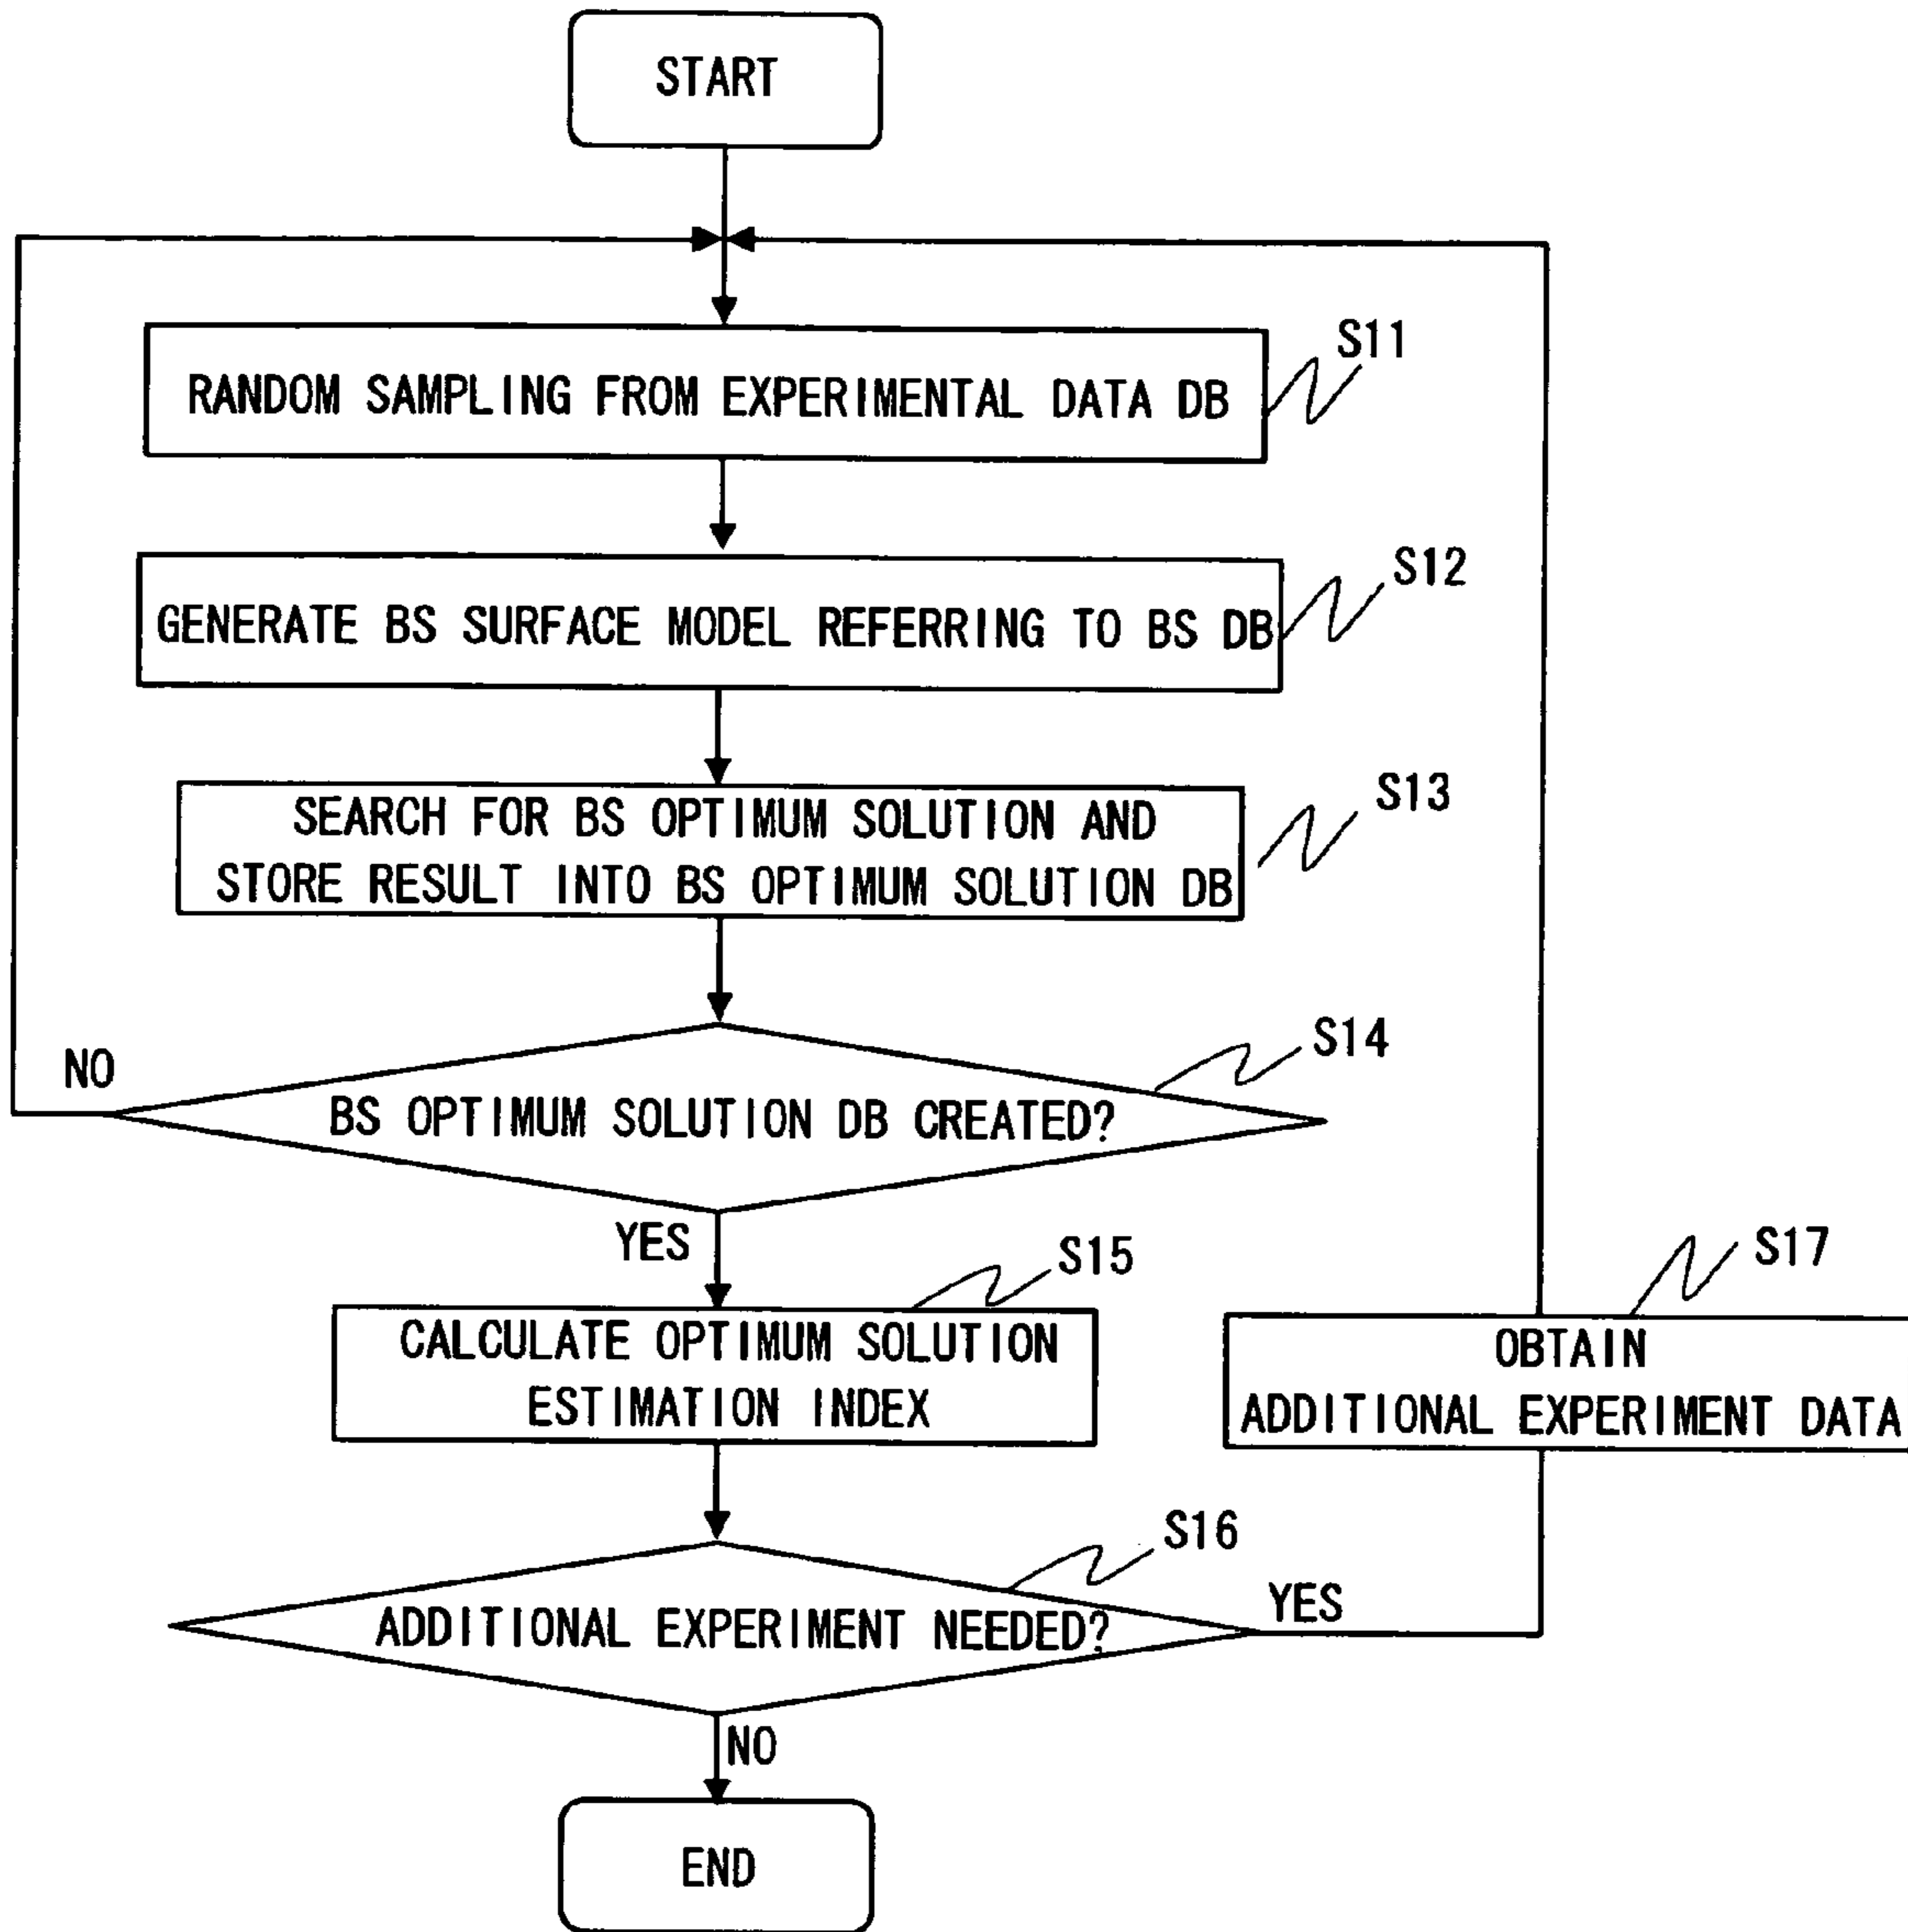 START
S11
RANDOM SAMPLING FROM EXPERIMENTAL DATA DB
S12
GENERATE BS SURFACE MODEL REFERRING TO BS DB
S13
SEARCH FOR BS OPTIMUM SOLUTION AND
STORE RESULT INTO BS OPTIMUM SOLUTION DB
S14
NO
BS OPTIMUM SOLUTION DB CREATED?
YES
S15
S17
CALCULATE OPTIMUM SOLUTION
ESTIMATION INDEX
OBTAIN
ADDITIONAL EXPERIMENT DATA
S16
YES
ADDITIONAL EXPERIMENT NEEDED?
NO
END